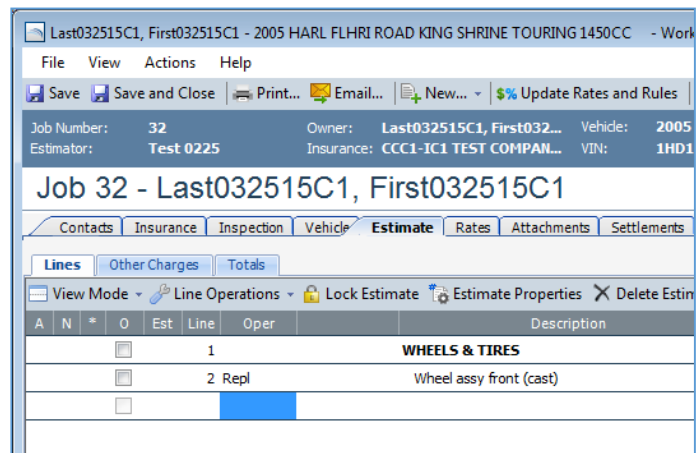 Last032515C1, First032515C1 - 2005 HARL FLHRI ROAD KING SHRINE TOURING 1450CC - Work
File View Actions Help
Save Save and Close Print... Email... New... $% Update Rates and Rules
Job Number: 32 Owner: Last032515C1, First032... Vehicle: 2005
Estimator: Test 0225 Insurance: CCC1-IC1 TEST COMPAN... VIN: 1HD1
Job 32 - Last032515C1, First032515C1
Contacts Insurance Inspection Vehicle Estimate Rates Attachments Settlements
Lines Other Charges Totals
View Mode Line Operations Lock Estimate Estimate Properties Delete Estim
A N * O Est Line Oper Description
1 WHEELS & TIRES
2 Repl Wheel assy front (cast)